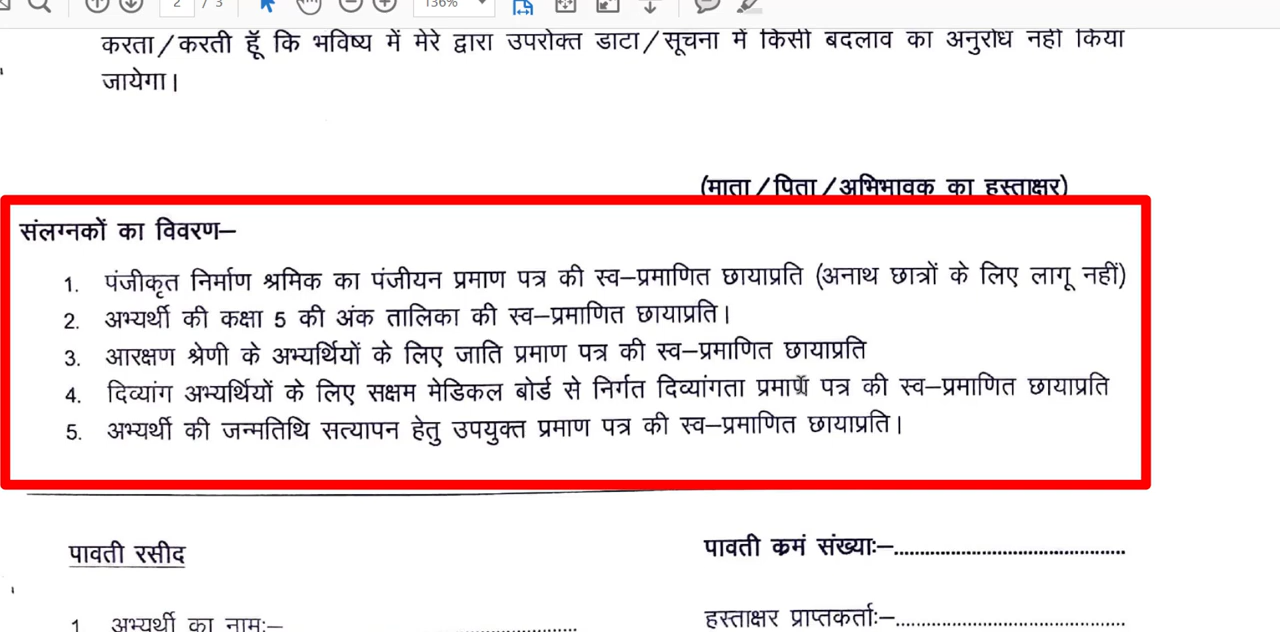 2 / 3
136%
करता/करती हूँ कि भविष्य में मेरे द्वारा उपरोक्त डाटा/सूचना में किसी बदलाव का अनुरोध नही किया
जायेगा।
(माता/पिता/अभिभावक का हस्ताक्षर)
संलग्नकों का विवरण–
1. पंजीकृत निर्माण श्रमिक का पंजीयन प्रमाण पत्र की स्व–प्रमाणित छायाप्रति (अनाथ छात्रों के लिए लागू नहीं)
2. अभ्यर्थी की कक्षा 5 की अंक तालिका की स्व–प्रमाणित छायाप्रति।
3. आरक्षण श्रेणी के अभ्यर्थियों के लिए जाति प्रमाण पत्र की स्व–प्रमाणित छायाप्रति
4. दिव्यांग अभ्यर्थियों के लिए सक्षम मेडिकल बोर्ड से निर्गत दिव्यांगता प्रमाण पत्र की स्व–प्रमाणित छायाप्रति
5. अभ्यर्थी की जन्मतिथि सत्यापन हेतु उपयुक्त प्रमाण पत्र की स्व–प्रमाणित छायाप्रति।
पावती रसीद
पावती कमं संख्याः–............................................
1. अभ्यर्थी का नामः–............................
हस्ताक्षर प्राप्तकर्ताः–............................................